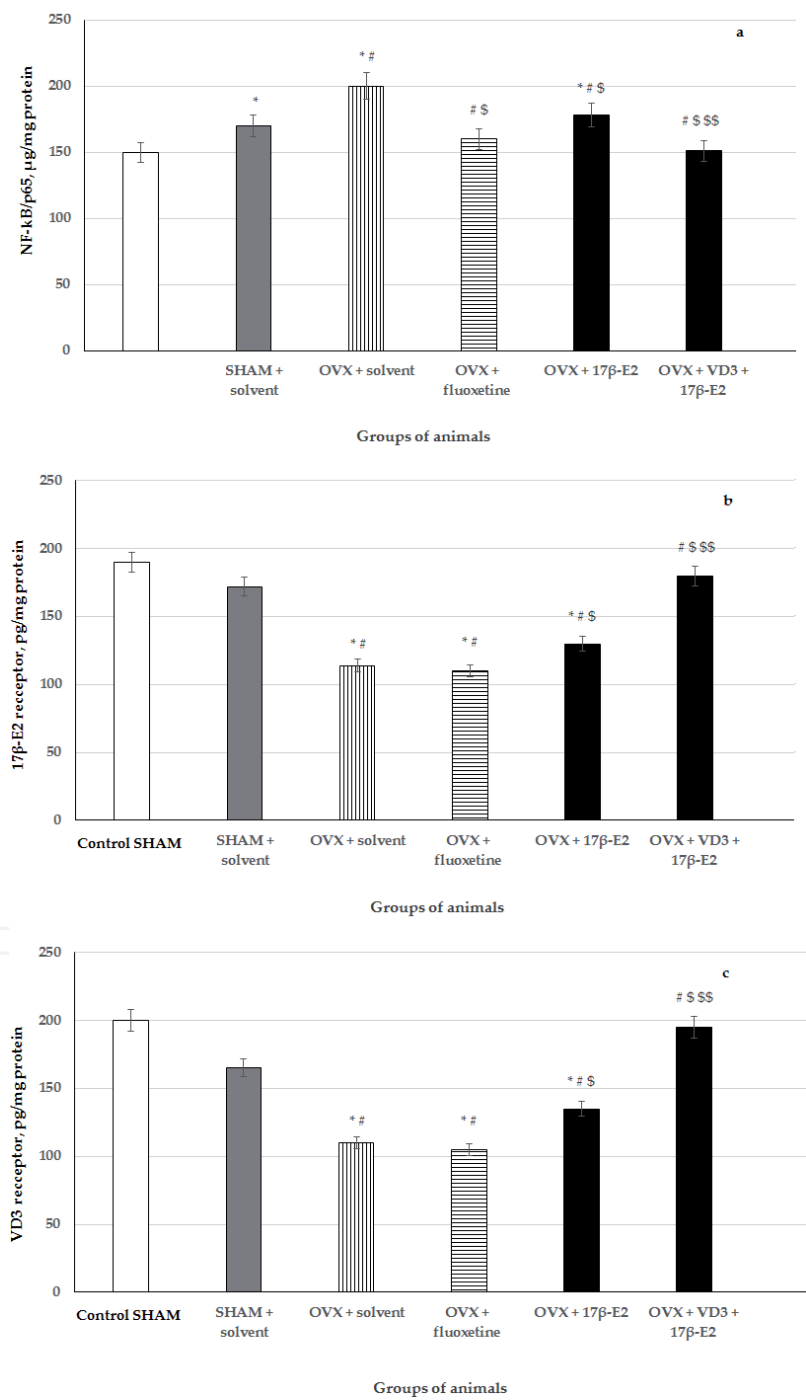 a
NF-kB/p65, μg/mg protein
250
200
150
100
50
0
*
* #
# $
* # $
# $ $$
SHAM +
solvent
OVX + solvent
OVX +
fluoxetine
OVX + 17β-E2
OVX + VD3 +
17β-E2
Groups of animals
b
17β-E2 recceptor, pg/mg protein
250
200
150
100
50
0
* #
* #
* # $
# $ $$
Control SHAM
SHAM +
solvent
OVX + solvent
OVX +
fluoxetine
OVX + 17β-E2
OVX + VD3 +
17β-E2
Groups of animals
c
VD3 recceptor, pg/mg protein
250
200
150
100
50
0
* #
* #
* # $
# $ $$
Control SHAM
SHAM +
solvent
OVX + solvent
OVX +
fluoxetine
OVX + 17β-E2
OVX + VD3 +
17β-E2
Groups of animals